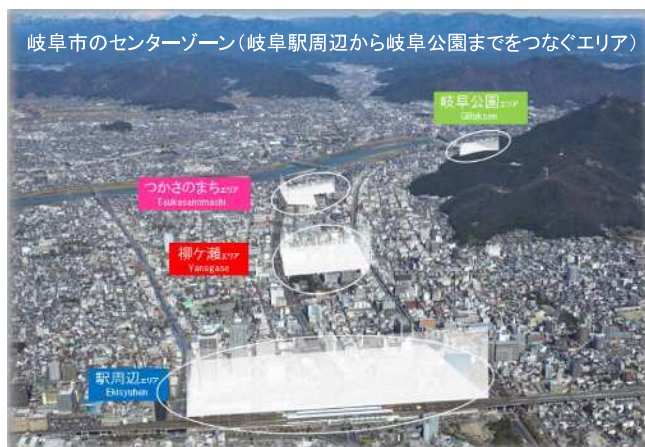 岐阜市のセンターゾーン(岐阜駅周辺から岐阜公園までをつなぐエリア)
岐阜公園エリア
Gifukoen
つかさのまちエリア
Tsukasanomachi
柳ケ瀬エリア
Yanagase
駅周辺エリア
Ekisyuhen